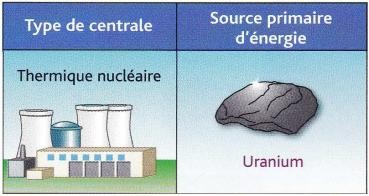 Type de centrale
Source primaire
d'énergie
Thermique nucléaire
Uranium